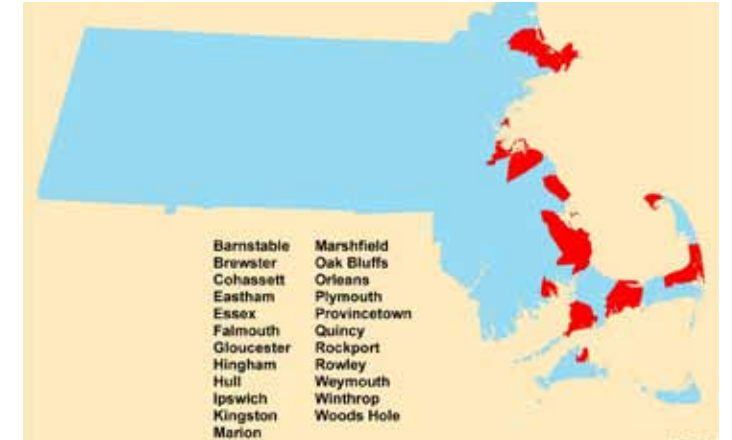 Barnstable
Brewster
Cohassett
Eastham
Essex
Falmouth
Gloucester
Hingham
Hull
Ipswich
Kingston
Marion
Marshfield
Oak Bluffs
Orleans
Plymouth
Provincetown
Quincy
Rockport
Rowley
Weymouth
Winthrop
Woods Hole